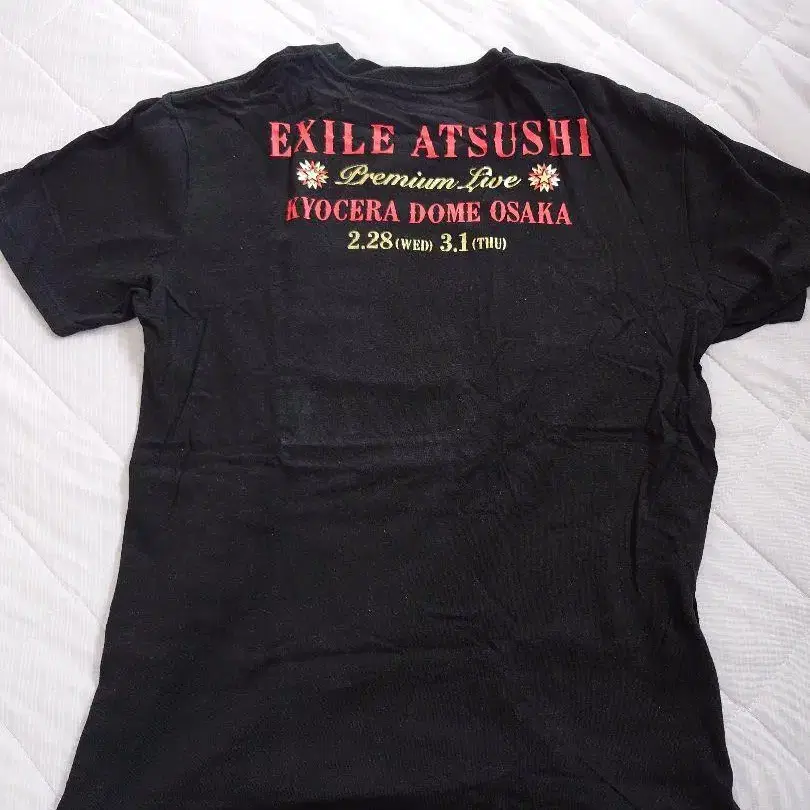 EXILE ATSUSHI
Premium Live
KYOCERA DOME OSAKA
2.28(WED) 3.1(THU)